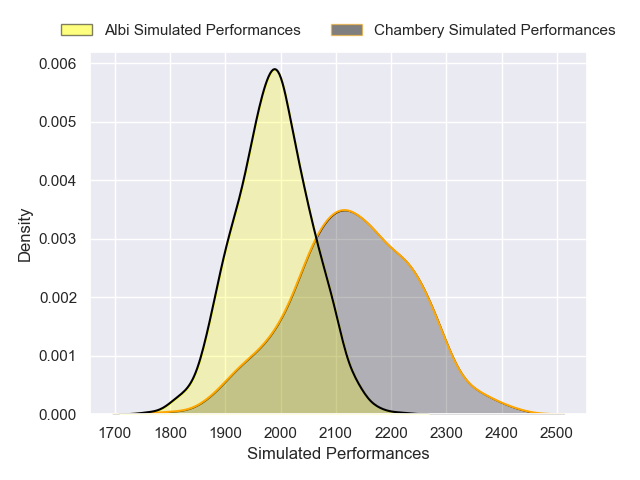 Albi Simulated Performances Chambery Simulated Performances
0.006
0.005
0.004
0.003
0.002
0.001
0.000
Density
1700 1800 1900 2000 2100 2200 2300 2400 2500
Simulated Performances